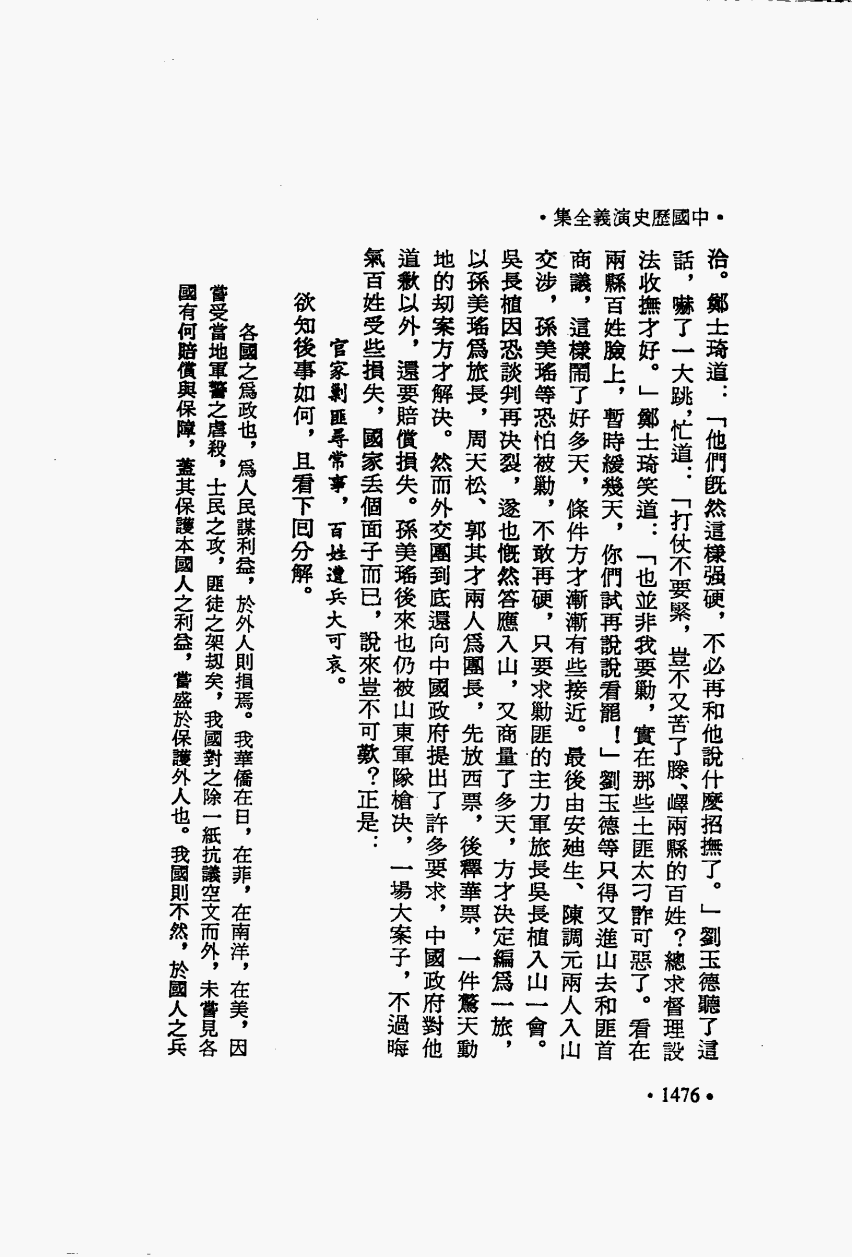 •中國歷史演義全集•
洽。鄭士琦道：「他們既然這樣强硬，不必再和他說什麼招撫了。」劉玉德聽了這
話，嚇了一大跳，忙道：「打仗不要緊，豈不又苦了滕、嶧兩縣的百姓？總求督理設
法收撫才好。」鄭士琦笑道：「也並非我要勦，實在那些土匪太刁詐可惡了。看在
兩縣百姓臉上，暫時緩幾天，你們試再說說看罷！」劉玉德等只得又進山去和匪首
商議，這樣鬧了好多天，條件方才漸漸有些接近。最後由安廸生、陳調元兩人入山
交涉，孫美瑤等恐怕被勦，不敢再硬，只要求勦匪的主力軍旅長吳長植入山一會。
吳長植因恐談判再决裂，遂也慨然答應入山，又商量了多天，方才决定編爲一旅，
以孫美瑤爲旅長，周天松、郭其才兩人爲團長，先放西票，後釋華票，一件驚天動
地的刼案方才解决。然而外交團到底還向中國政府提出了許多要求，中國政府對他
道歉以外，還要賠償損失。孫美瑤後來也仍被山東軍隊槍决，一場大案子，不過晦
氣百姓受些損失，國家丢個面子而已，說來豈不可歎？正是：
官家剿匪尋常事，百姓遭兵大可哀。
欲知後事如何，且看下囘分解。
各國之爲政也，爲人民謀利益，於外人則損焉。我華僑在日，在菲，在南洋，在美，因
嘗受當地軍警之虐殺，士民之攻，匪徒之架刼矣，我國對之除一紙抗議空文而外，未嘗見各
國有何賠償與保障，蓋其保護本國人之利益，嘗盛於保護外人也。我國則不然，於國人之兵
•1476•